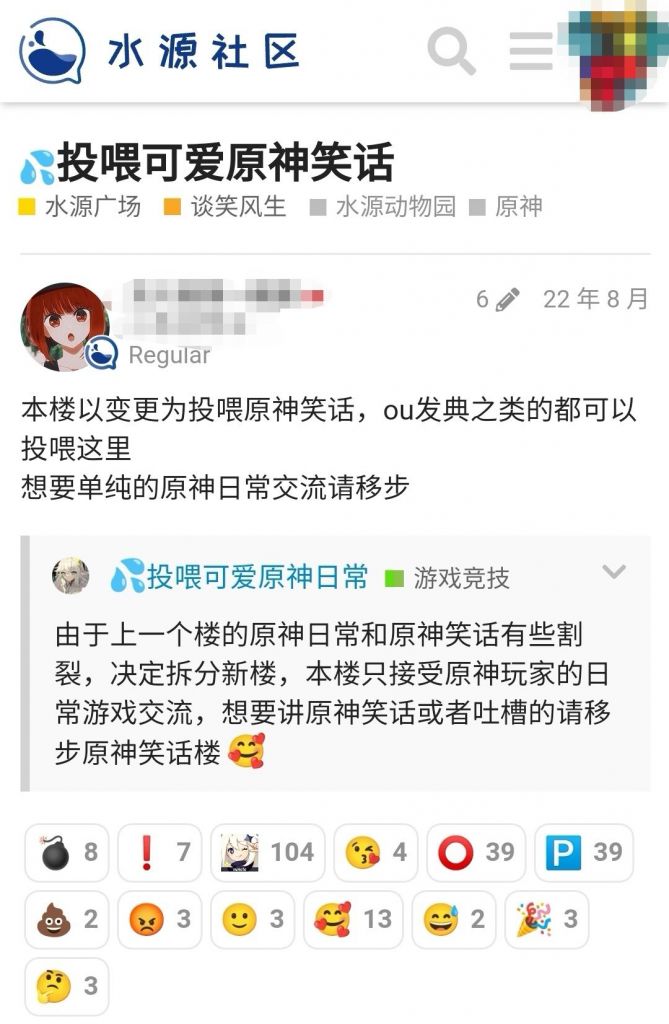 水源社区
💦投喂可爱原神笑话
水源广场 谈笑风生 水源动物园 原神
6 22 年 8 月
Regular
本楼以变更为投喂原神笑话，ou发典之类的都可以
投喂这里
想要单纯的原神日常交流请移步
💦投喂可爱原神日常 游戏竞技
由于上一个楼的原神日常和原神笑话有些割
裂，决定拆分新楼，本楼只接受原神玩家的日
常游戏交流，想要讲原神笑话或者吐槽的请移
步原神笑话楼🥰
💣 8 ❗ 7 104 😘 4 ⭕ 39 🅿️ 39
💩 2 😡 3 🙂 3 🥰 13 😅 2 🎉 3
🤔 3